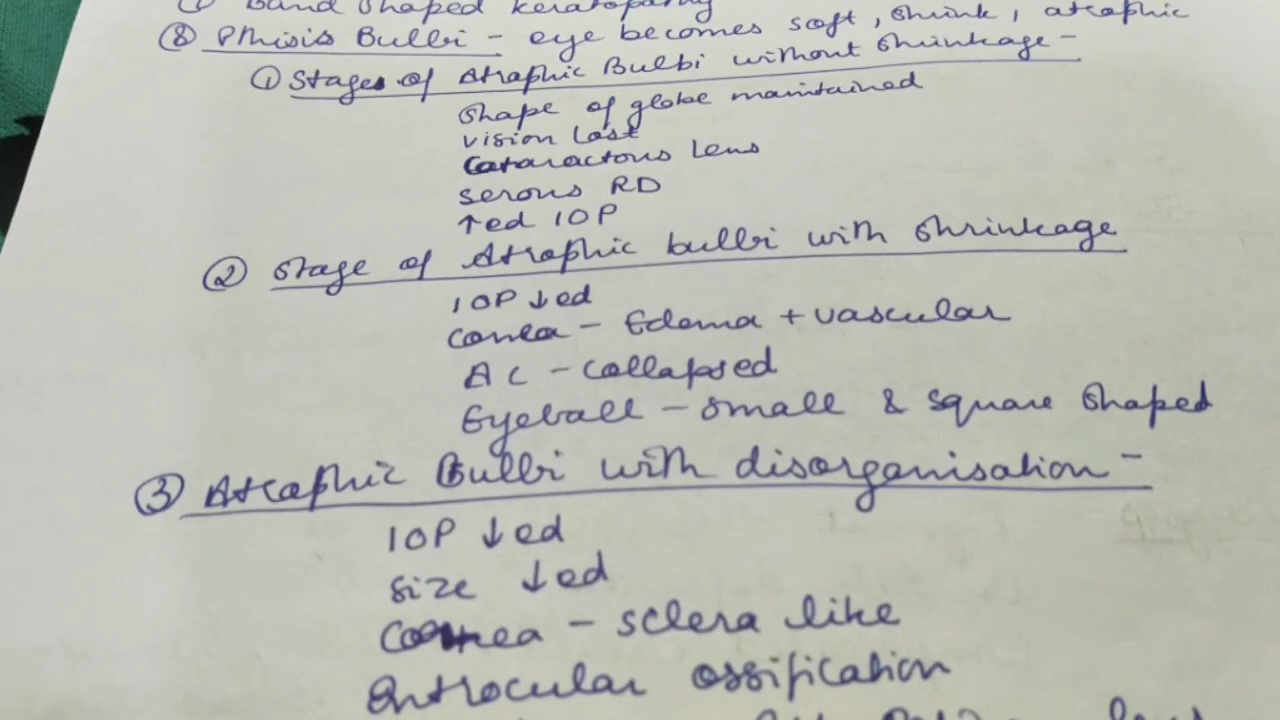 ⑦ Band shaped keratopathy
⑧ Phisis Bulbi - eye becomes soft, shrink, atrophic
① Stages of Atrophic Bulbi without shrinkage -
Shape of globe maintained
vision lost
Cataractous Lens
serous RD
↑ed IOP
② Stage of Atrophic bulbi with shrinkage
IOP ↓ed
Cornea - Edema + vascular
AC - collapsed
Eyeball - small & square shaped
③ Atrophic Bulbi with disorganisation -
IOP ↓ed
size ↓ed
Cornea - sclera like
Intraocular ossification